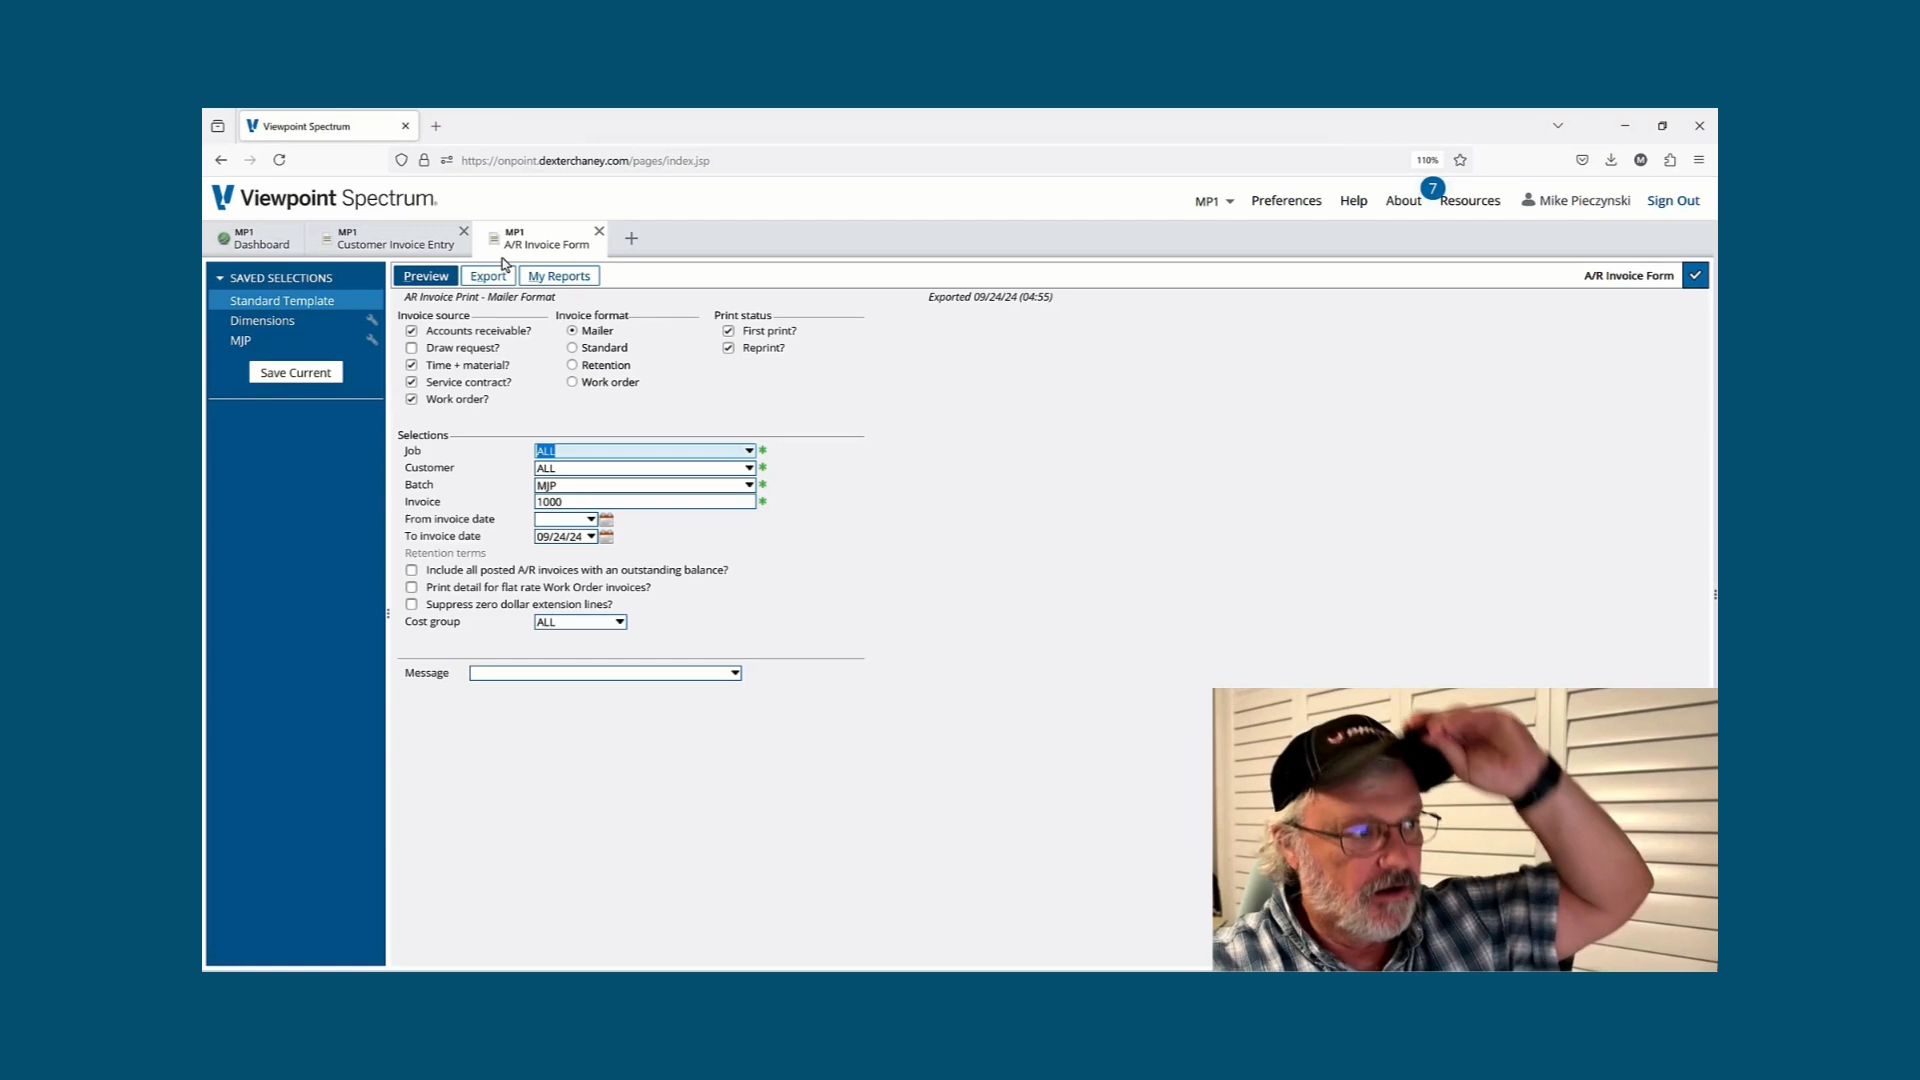 Viewpoint Spectrum
https://onpoint.dexterchaney.com/pages/index.jsp
110%
M
Viewpoint Spectrum
MP1
Preferences
Help
About
7
Resources
Mike Pieczynski
Sign Out
MP1
Dashboard
MP1
Customer Invoice Entry
MP1
A/R Invoice Form
SAVED SELECTIONS
Standard Template
Dimensions
MJP
Save Current
Preview
Export
My Reports
A/R Invoice Form
AR Invoice Print - Mailer Format
Exported 09/24/24 (04:55)
Invoice source
Invoice format
Print status
Accounts receivable?
Mailer
First print?
Draw request?
Standard
Reprint?
Time + material?
Retention
Service contract?
Work order
Work order?
Selections
Job ALL *
Customer ALL *
Batch MJP *
Invoice 1000 *
From invoice date
To invoice date 09/24/24
Retention terms
Include all posted A/R invoices with an outstanding balance?
Print detail for flat rate Work Order invoices?
Suppress zero dollar extension lines?
Cost group ALL
Message